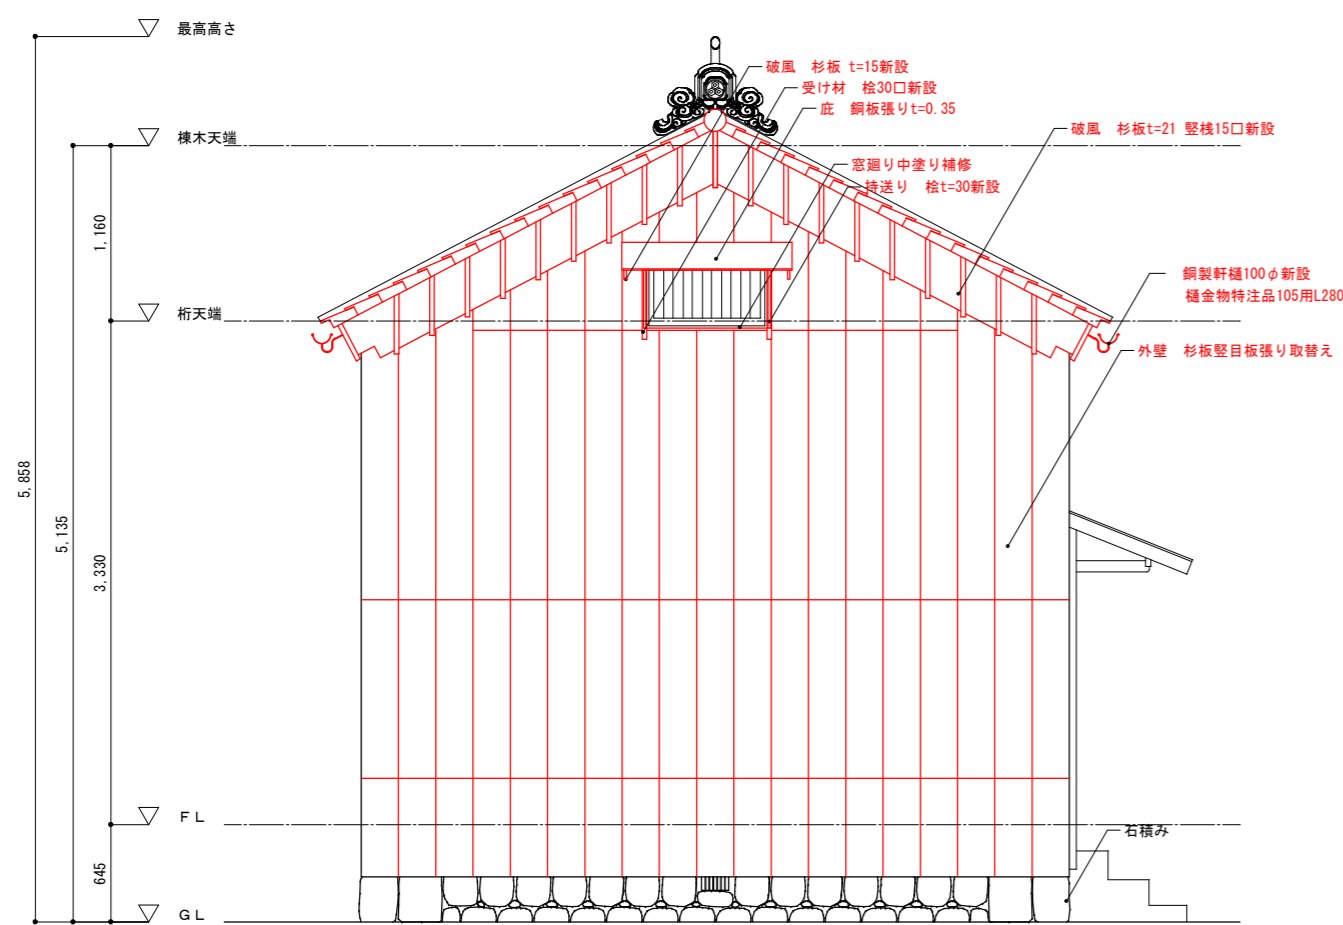 最高高さ
破風　杉板 t=15新設
受け材　桧30口新設
庇　銅板張りt=0.35
破風　杉板t=21 竪桟15口新設
棟木天端
窓廻り中塗り補修
持送り　桧t=30新設
1,160
銅製軒樋100φ新設
樋金物特注品105用L280
桁天端
外壁　杉板竪目板張り取替え
5,858
5,135
3,330
ＦＬ
石積み
645
ＧＬ